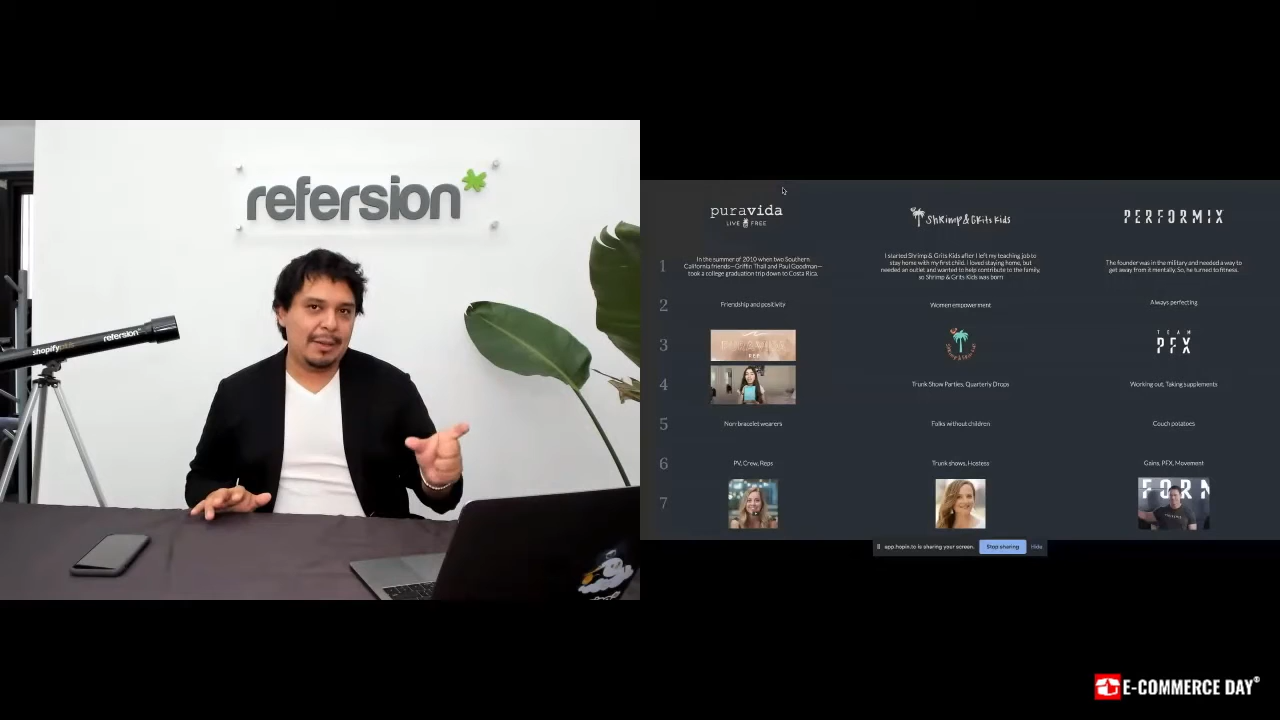 refersion
refersion
shopify
puravida
LIVE FREE
Shrimp & Grits Kids
PERFORMIX
1
In the summer of 2010 when two Southern
California friends—Griffin Thall and Paul Goodman—
took a college graduation trip down to Costa Rica.
I started Shrimp & Grits Kids after I left my teaching job to
stay home with my first child. I loved staying home, but
needed an outlet and wanted to help contribute to the family,
so Shrimp & Grits Kids was born
The founder was in the military and needed a way to
get away from it mentally. So, he turned to fitness.
2
Friendship and positivity
Women empowerment
Always perfecting
3
TEAM
PFX
4
Trunk Show Parties; Quarterly Drops
Working out, Taking supplements
5
Non-bracelet wearers
Folks without children
Couch potatoes
6
PV, Crew, Reps
Trunk shows, Hostess
Gains, PFX, Movement
7
FORM
app.hopin.to is sharing your screen.
Stop sharing
Hide
E-COMMERCE DAY®